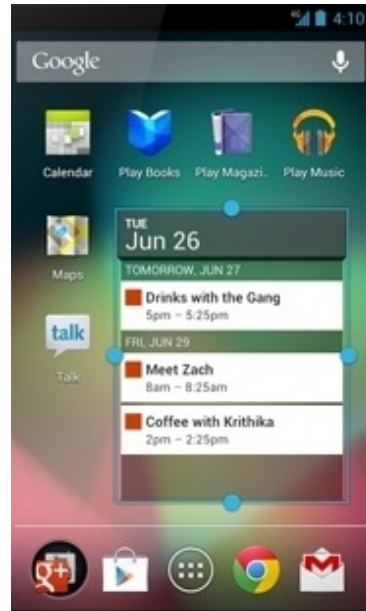 4G 4:10
Google
Calendar Play Books Play Magazi.. Play Music
Maps
talk
Talk
TUE
Jun 26
TOMORROW, JUN 27
Drinks with the Gang
5pm – 5:25pm
FRI, JUN 29
Meet Zach
8am – 8:25am
Coffee with Krithika
2pm – 2:25pm
g+